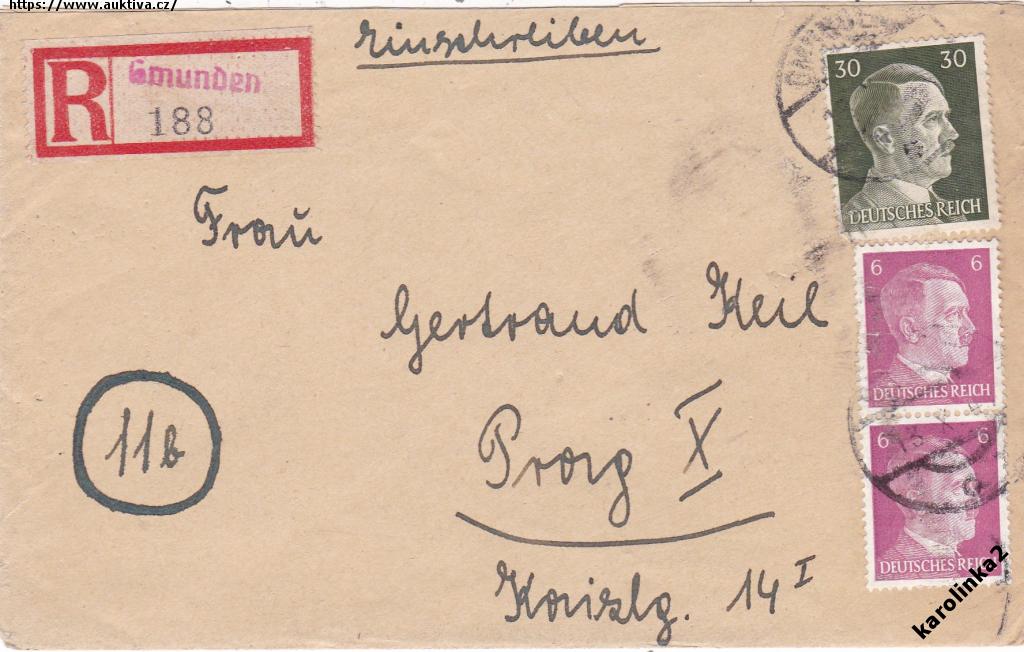 https://www.auktiva.cz/
Einschreiben
R Gmunden
188
30 30
DEUTSCHES REICH
Frau
6 6
DEUTSCHES REICH
Gertraud Keil
11b
Prag X
6 6
DEUTSCHES REICH
14 I
karolinka2